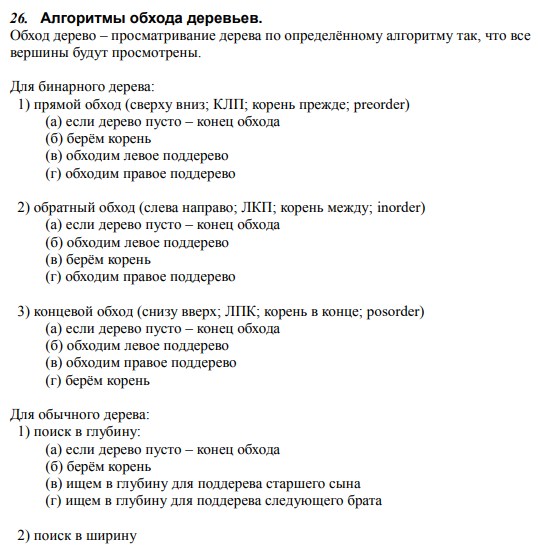 26. Алгоритмы обхода деревьев.
Обход дерево – просматривание дерева по определённому алгоритму так, что все
вершины будут просмотрены.
Для бинарного дерева:
1) прямой обход (сверху вниз; КЛП; корень прежде; preorder)
(а) если дерево пусто – конец обхода
(б) берём корень
(в) обходим левое поддерево
(г) обходим правое поддерево
2) обратный обход (слева направо; ЛКП; корень между; inorder)
(а) если дерево пусто – конец обхода
(б) обходим левое поддерево
(в) берём корень
(г) обходим правое поддерево
3) концевой обход (снизу вверх; ЛПК; корень в конце; posorder)
(а) если дерево пусто – конец обхода
(б) обходим левое поддерево
(в) обходим правое поддерево
(г) берём корень
Для обычного дерева:
1) поиск в глубину:
(а) если дерево пусто – конец обхода
(б) берём корень
(в) ищем в глубину для поддерева старшего сына
(г) ищем в глубину для поддерева следующего брата
2) поиск в ширину